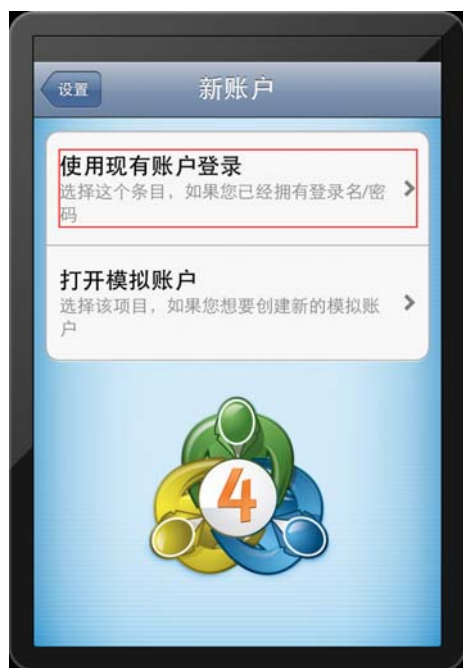 设置
新账户
使用现有账户登录
选择这个条目，如果您已经拥有登录名/密
码
打开模拟账户
选择该项目，如果您想要创建新的模拟账
户
4